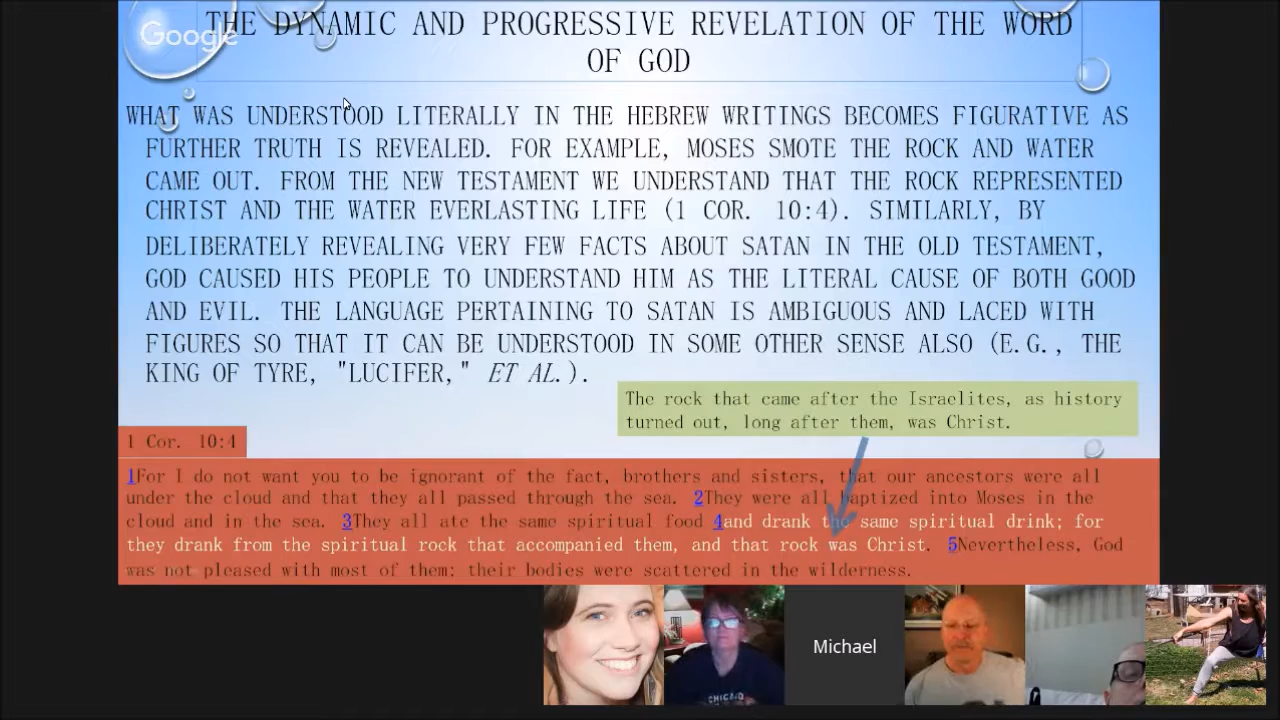 Google
THE DYNAMIC AND PROGRESSIVE REVELATION OF THE WORD
OF GOD
WHAT WAS UNDERSTOOD LITERALLY IN THE HEBREW WRITINGS BECOMES FIGURATIVE AS
FURTHER TRUTH IS REVEALED. FOR EXAMPLE, MOSES SMOTE THE ROCK AND WATER
CAME OUT. FROM THE NEW TESTAMENT WE UNDERSTAND THAT THE ROCK REPRESENTED
CHRIST AND THE WATER EVERLASTING LIFE (1 COR. 10:4). SIMILARLY, BY
DELIBERATELY REVEALING VERY FEW FACTS ABOUT SATAN IN THE OLD TESTAMENT,
GOD CAUSED HIS PEOPLE TO UNDERSTAND HIM AS THE LITERAL CAUSE OF BOTH GOOD
AND EVIL. THE LANGUAGE PERTAINING TO SATAN IS AMBIGUOUS AND LACED WITH
FIGURES SO THAT IT CAN BE UNDERSTOOD IN SOME OTHER SENSE ALSO (E.G., THE
KING OF TYRE, "LUCIFER," ET AL.).
The rock that came after the Israelites, as history
turned out, long after them, was Christ.
1 Cor. 10:4
1For I do not want you to be ignorant of the fact, brothers and sisters, that our ancestors were all
under the cloud and that they all passed through the sea. 2They were all baptized into Moses in the
cloud and in the sea. 3They all ate the same spiritual food 4and drank the same spiritual drink; for
they drank from the spiritual rock that accompanied them, and that rock was Christ. 5Nevertheless, God
was not pleased with most of them; their bodies were scattered in the wilderness.
Michael
CHICAGO